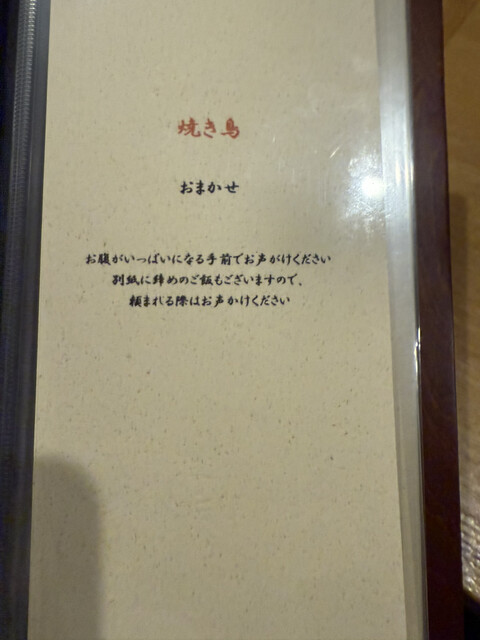 焼き鳥
おまかせ
お腹がいっぱいになる手前でお声がけください
別紙に締めのご飯もございますので、
頼まれる際はお声かけください